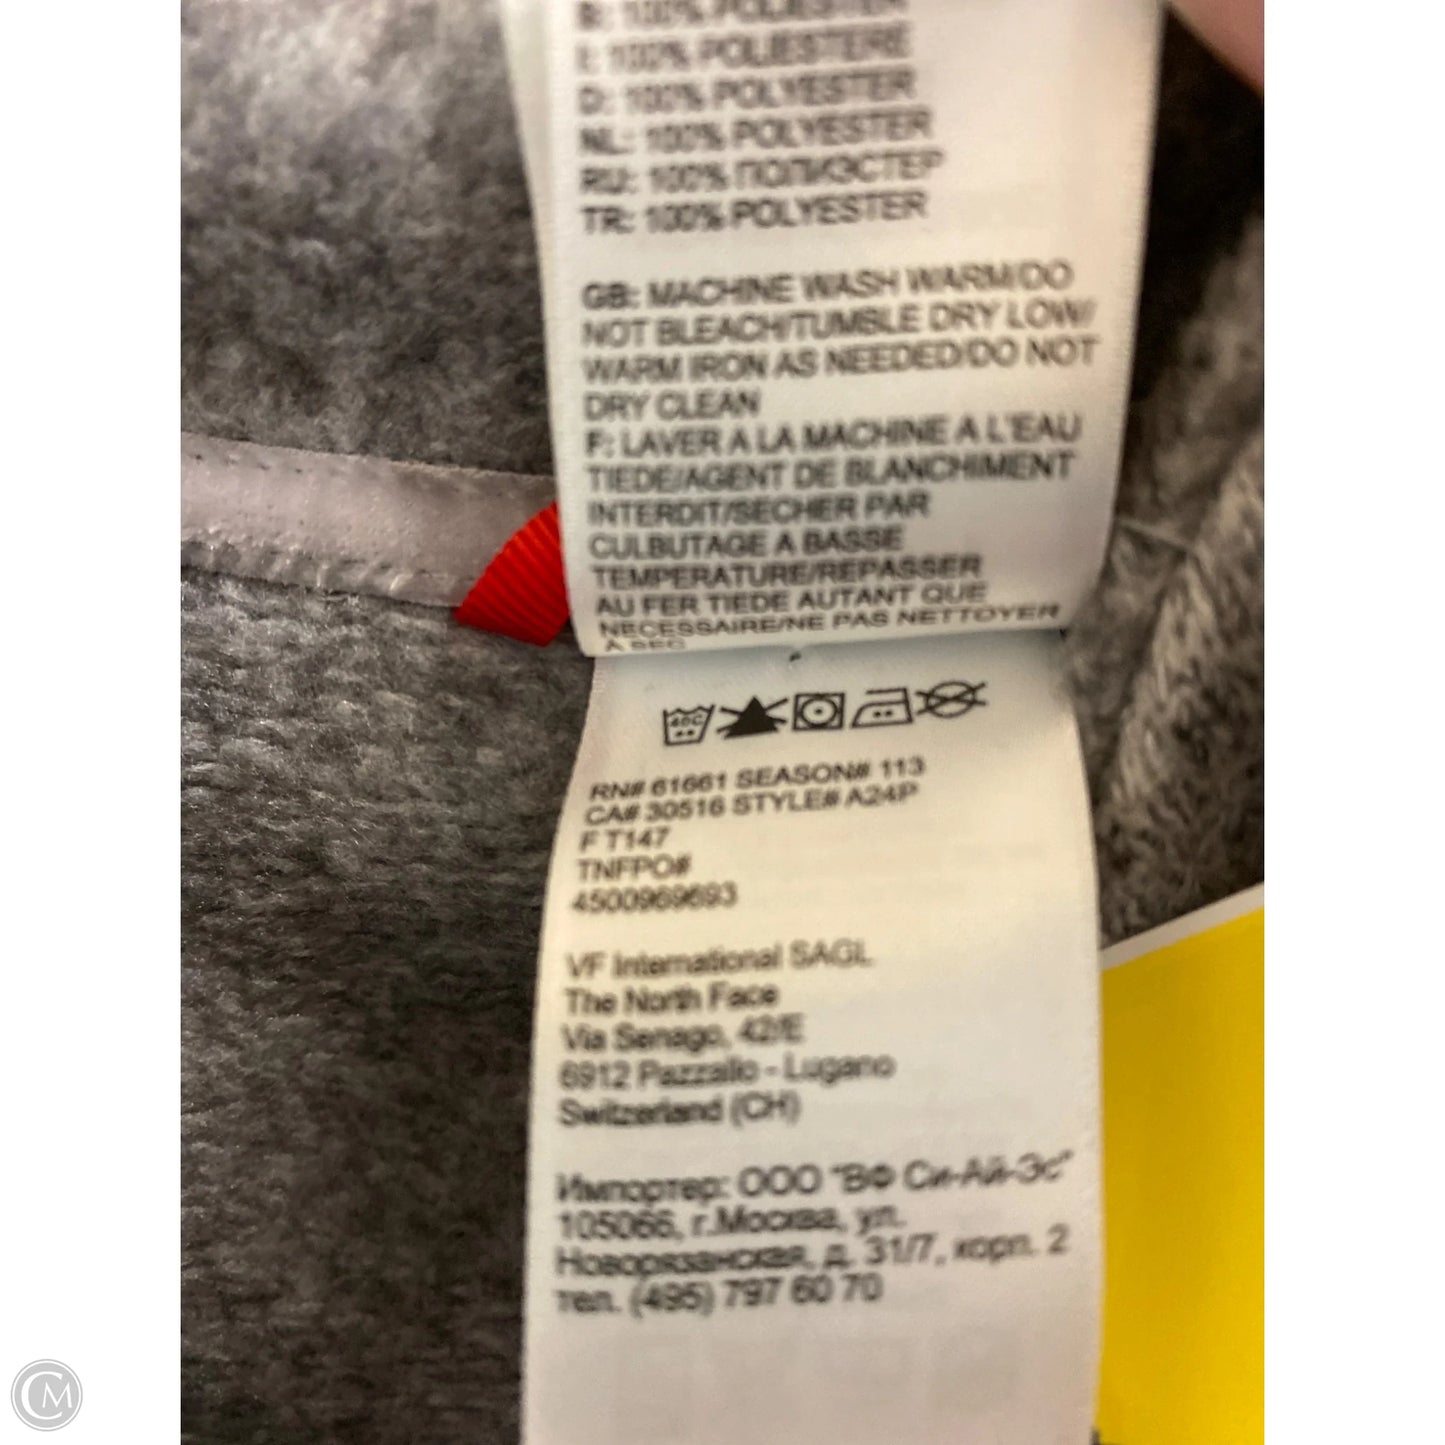 100% POLIESTER
I: 100% POLIESTERE
D: 100% POLYESTER
NL: 100% POLYESTER
RU: 100% ПОЛИЭСТЕР
TR: 100% POLYESTER
GB: MACHINE WASH WARM/DO
NOT BLEACH/TUMBLE DRY LOW/
WARM IRON AS NEEDED/DO NOT
DRY CLEAN
F: LAVER A LA MACHINE A L'EAU
TIEDE/AGENT DE BLANCHIMENT
INTERDIT/SECHER PAR
CULBUTAGE A BASSE
TEMPERATURE/REPASSER
AU FER TIEDE AUTANT QUE
NECESSAIRE/NE PAS NETTOYER
A SEC
40C
RN# 61661 SEASON# 113
CA# 30516 STYLE# A24P
F T147
TNFPO#
4500969693
VF International SAGL
The North Face
Via Senago, 42/E
6912 Pazzallo - Lugano
Switzerland (CH)
Импортер: ООО "ВФ Си-Ай-Эс"
105066, г.Москва, ул.
Новорязанская, д. 31/7, корп. 2
тел. (495) 797 60 70
CM